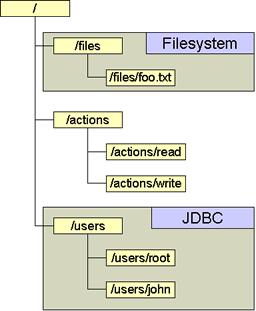 /
/files
Filesystem
/files/foo.txt
/actions
/actions/read
/actions/write
JDBC
/users
/users/root
/users/john